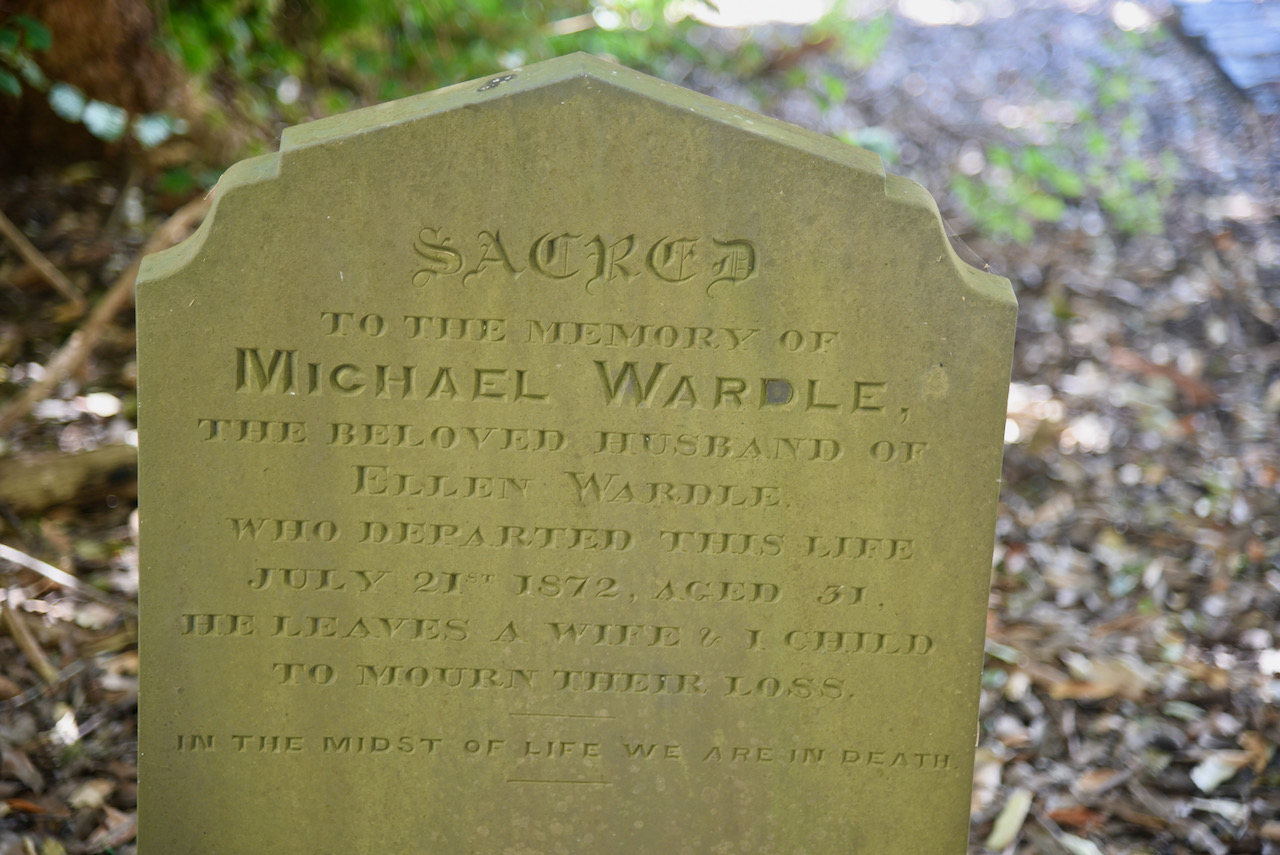 SACRED
TO THE MEMORY OF
MICHAEL WARDLE,
THE BELOVED HUSBAND OF
ELLEN WARDLE.
WHO DEPARTED THIS LIFE
JULY 21ST 1872, AGED 31.
HE LEAVES A WIFE & 1 CHILD
TO MOURN THEIR LOSS.
IN THE MIDST OF LIFE WE ARE IN DEATH.